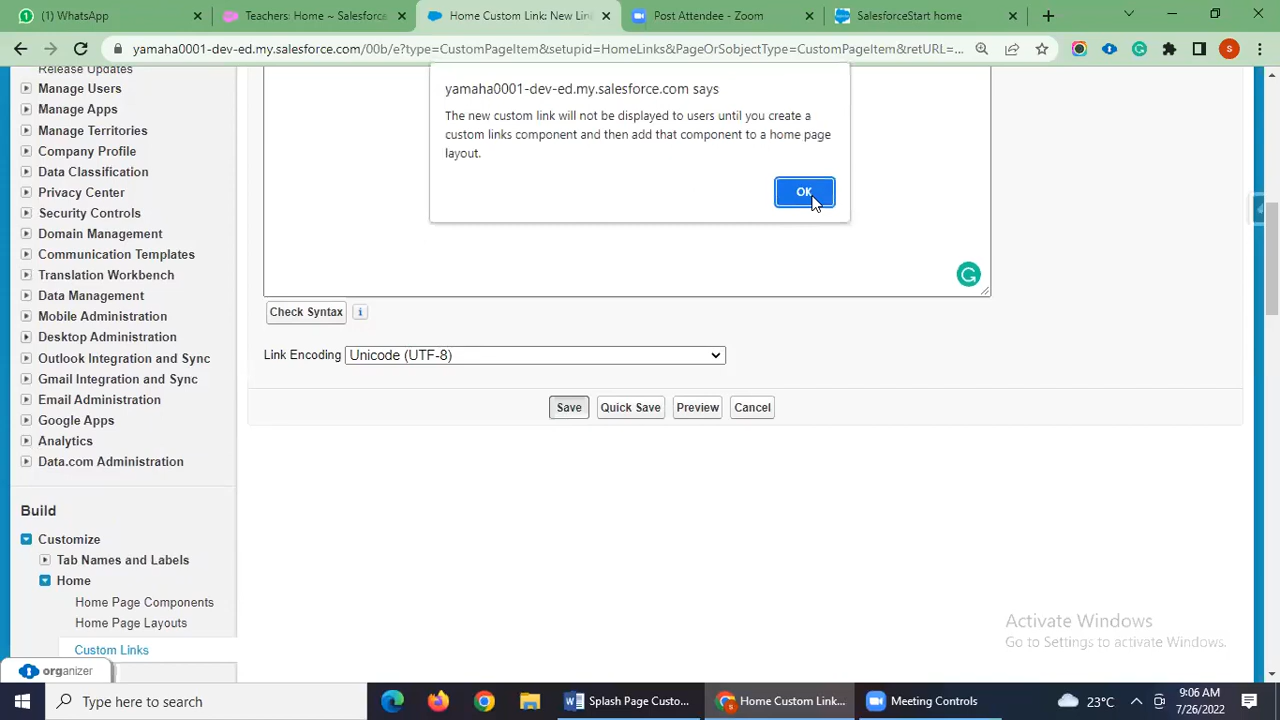 (1) WhatsApp
Teachers: Home ~ Salesforce
Home Custom Link: New Lin
Post Attendee - Zoom
SalesforceStart home
yamaha0001-dev-ed.my.salesforce.com/00b/e?type=CustomPageItem&setupid=HomeLinks&PageOrSobjectType=CustomPageItem&retURL=...
S
Release Updates
Manage Users
Manage Apps
Manage Territories
Company Profile
Data Classification
Privacy Center
Security Controls
Domain Management
Communication Templates
Translation Workbench
Data Management
Mobile Administration
Desktop Administration
Outlook Integration and Sync
Gmail Integration and Sync
Email Administration
Google Apps
Analytics
Data.com Administration
Build
Customize
Tab Names and Labels
Home
Home Page Components
Home Page Layouts
Custom Links
organizer
yamaha0001-dev-ed.my.salesforce.com says
The new custom link will not be displayed to users until you create a
custom links component and then add that component to a home page
layout.
OK
Check Syntax
Link Encoding Unicode (UTF-8)
Save Quick Save Preview Cancel
Activate Windows
Go to Settings to activate Windows.
Type here to search
Splash Page Custo...
Home Custom Link...
Meeting Controls
23°C
9:06 AM
7/26/2022